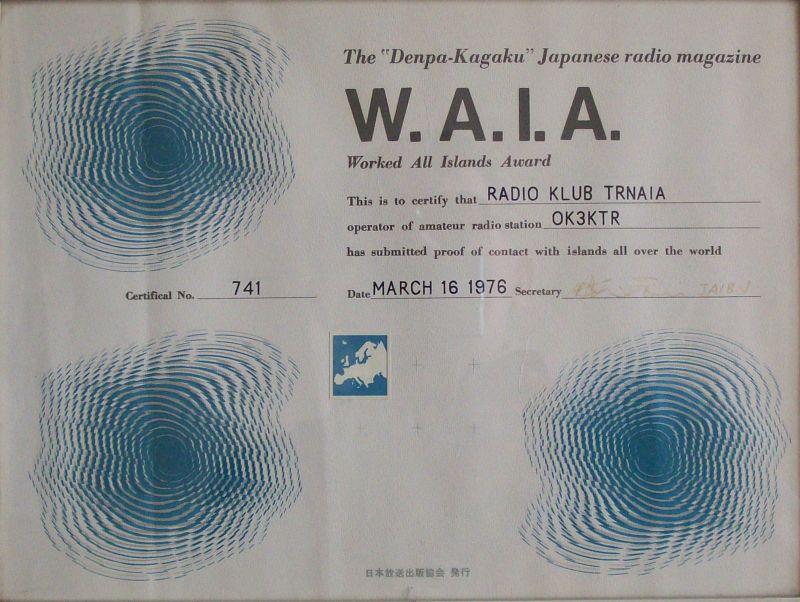 The "Denpa-Kagaku" Japanese radio magazine
W. A. I. A.
Worked All Islands Award
This is to certify that RADIO KLUB TRNAIA
operator of amateur radio station OK3KTR
has submitted proof of contact with islands all over the world
Certifical No. 741 Date MARCH 16 1976 Secretary
日本放送出版協会 発行